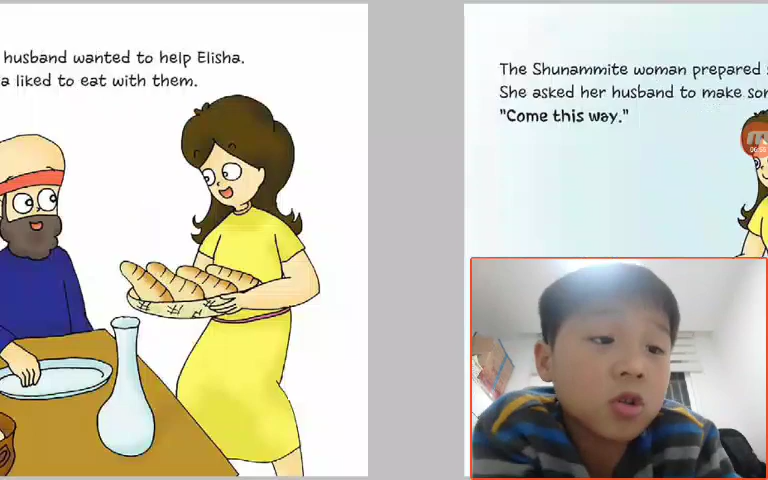 husband wanted to help Elisha.
a liked to eat with them.
The Shunammite woman prepared
She asked her husband to make
"Come this way."